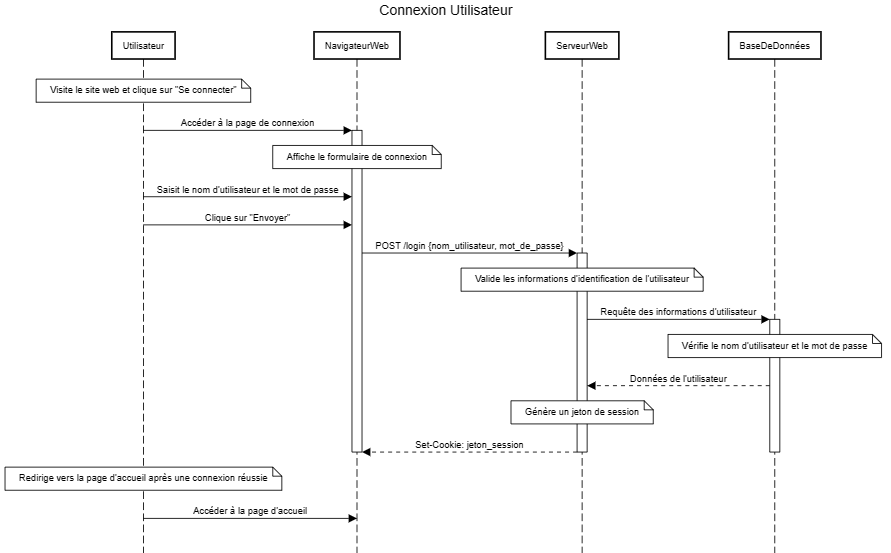 Connexion Utilisateur
Utilisateur
NavigateurWeb
ServeurWeb
BaseDeDonnées
Visite le site web et clique sur "Se connecter"
Accéder à la page de connexion
Affiche le formulaire de connexion
Saisit le nom d'utilisateur et le mot de passe
Clique sur "Envoyer"
POST /login {nom_utilisateur, mot_de_passe}
Valide les informations d'identification de l'utilisateur
Requête des informations d'utilisateur
Vérifie le nom d'utilisateur et le mot de passe
Données de l'utilisateur
Génère un jeton de session
Set-Cookie: jeton_session
Redirige vers la page d'accueil après une connexion réussie
Accéder à la page d'accueil